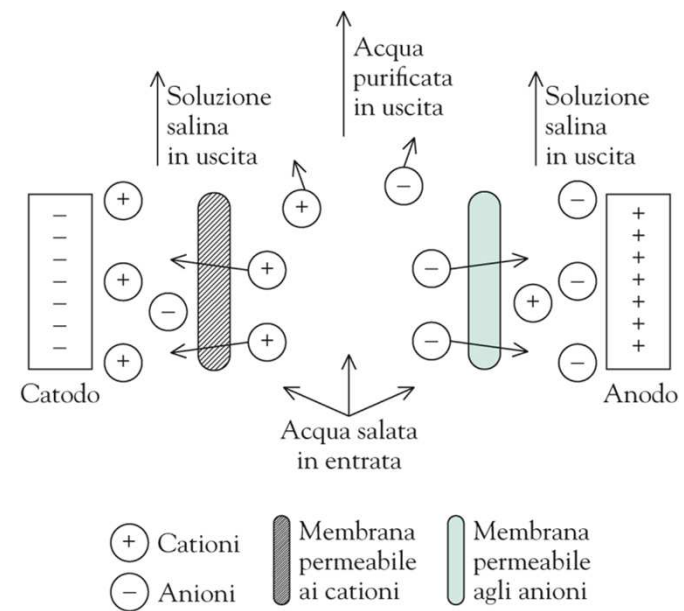 Acqua
purificata
in uscita
Soluzione
salina
in uscita
Soluzione
salina
in uscita
Catodo
Anodo
Acqua salata
in entrata
+ Cationi
− Anioni
Membrana
permeabile
ai cationi
Membrana
permeabile
agli anioni